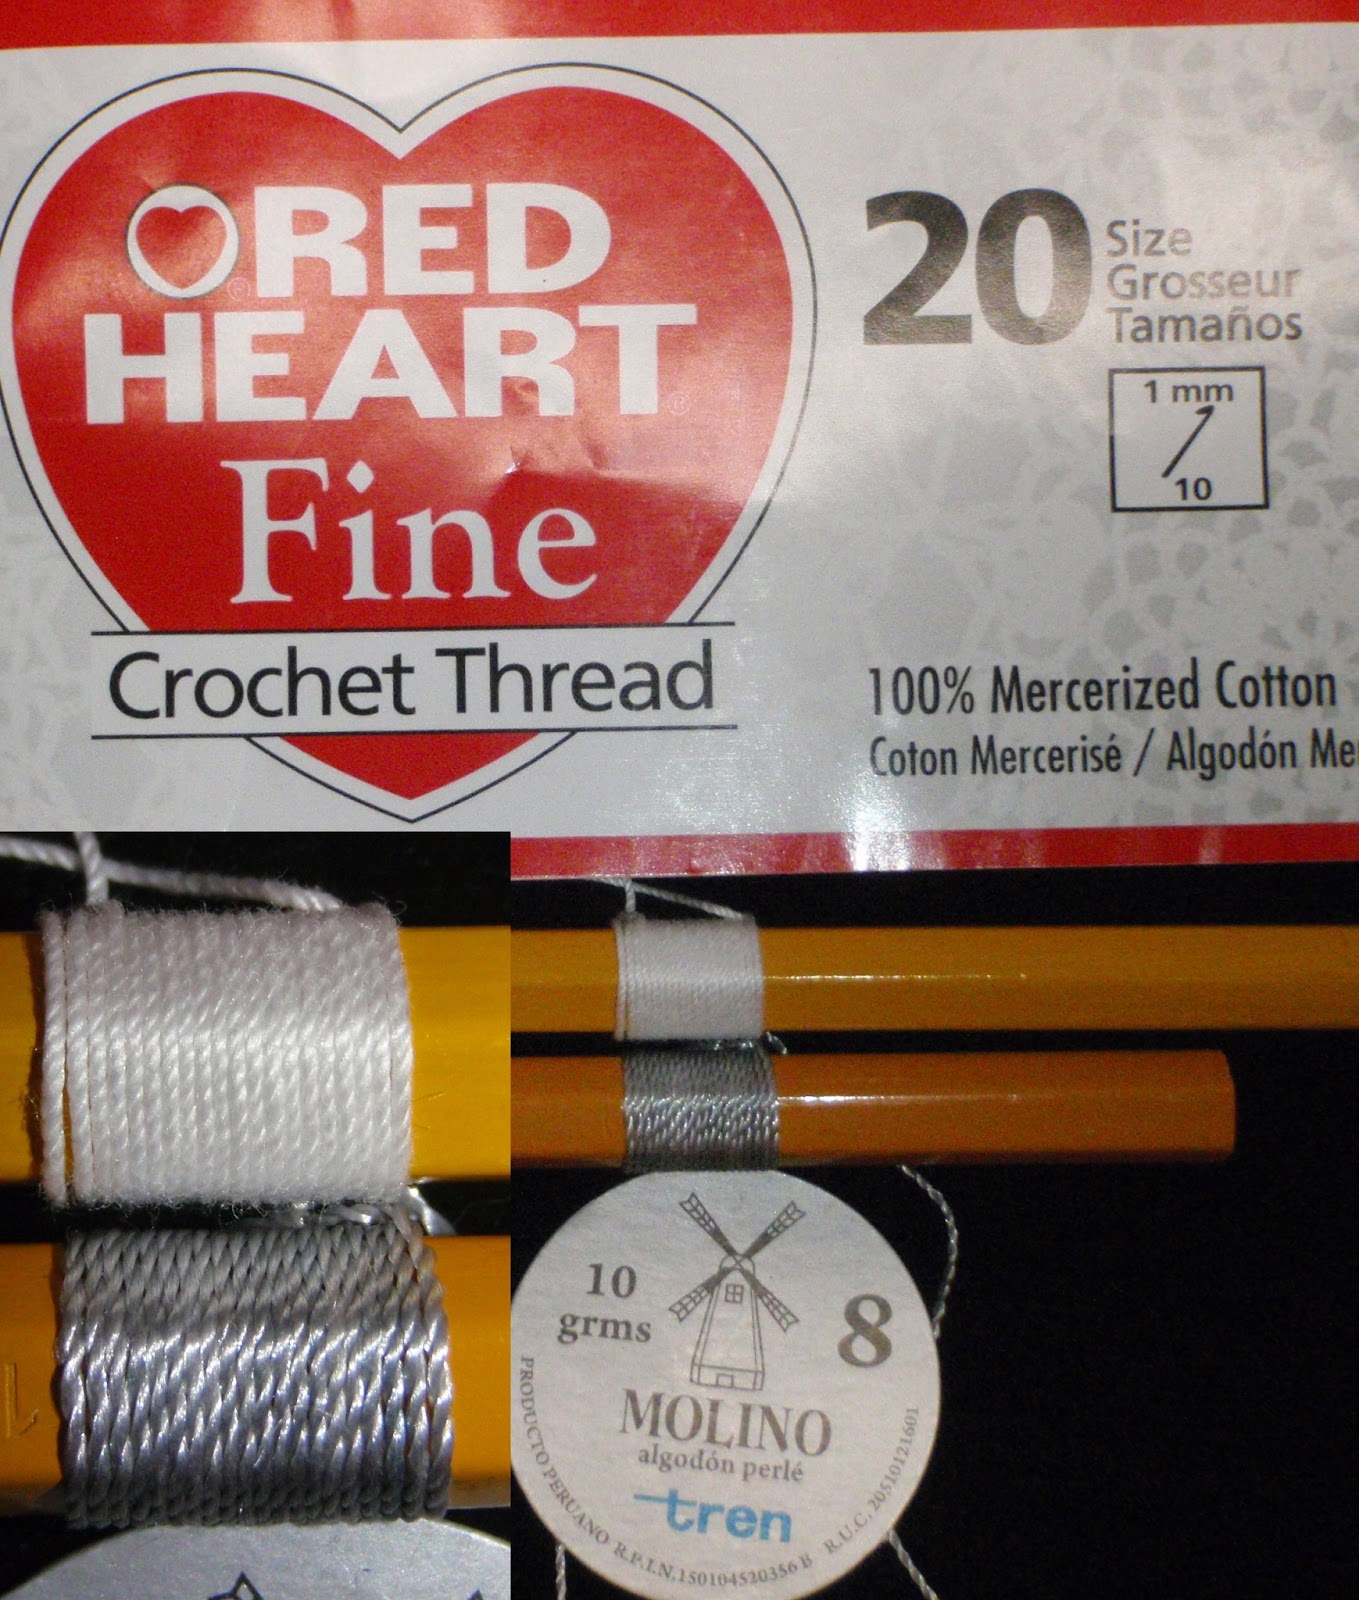 RED
HEART
Fine
Crochet Thread
20
Size
Grosseur
Tamaños
1 mm
10
100% Mercerized Cotton
Coton Mercerisé / Algodón Me
10
grms
8
MOLINO
algodón perlé
tren
PRODUCTO PERUANO R.P.I.N.150104520356 B R.U.C. 20510121601